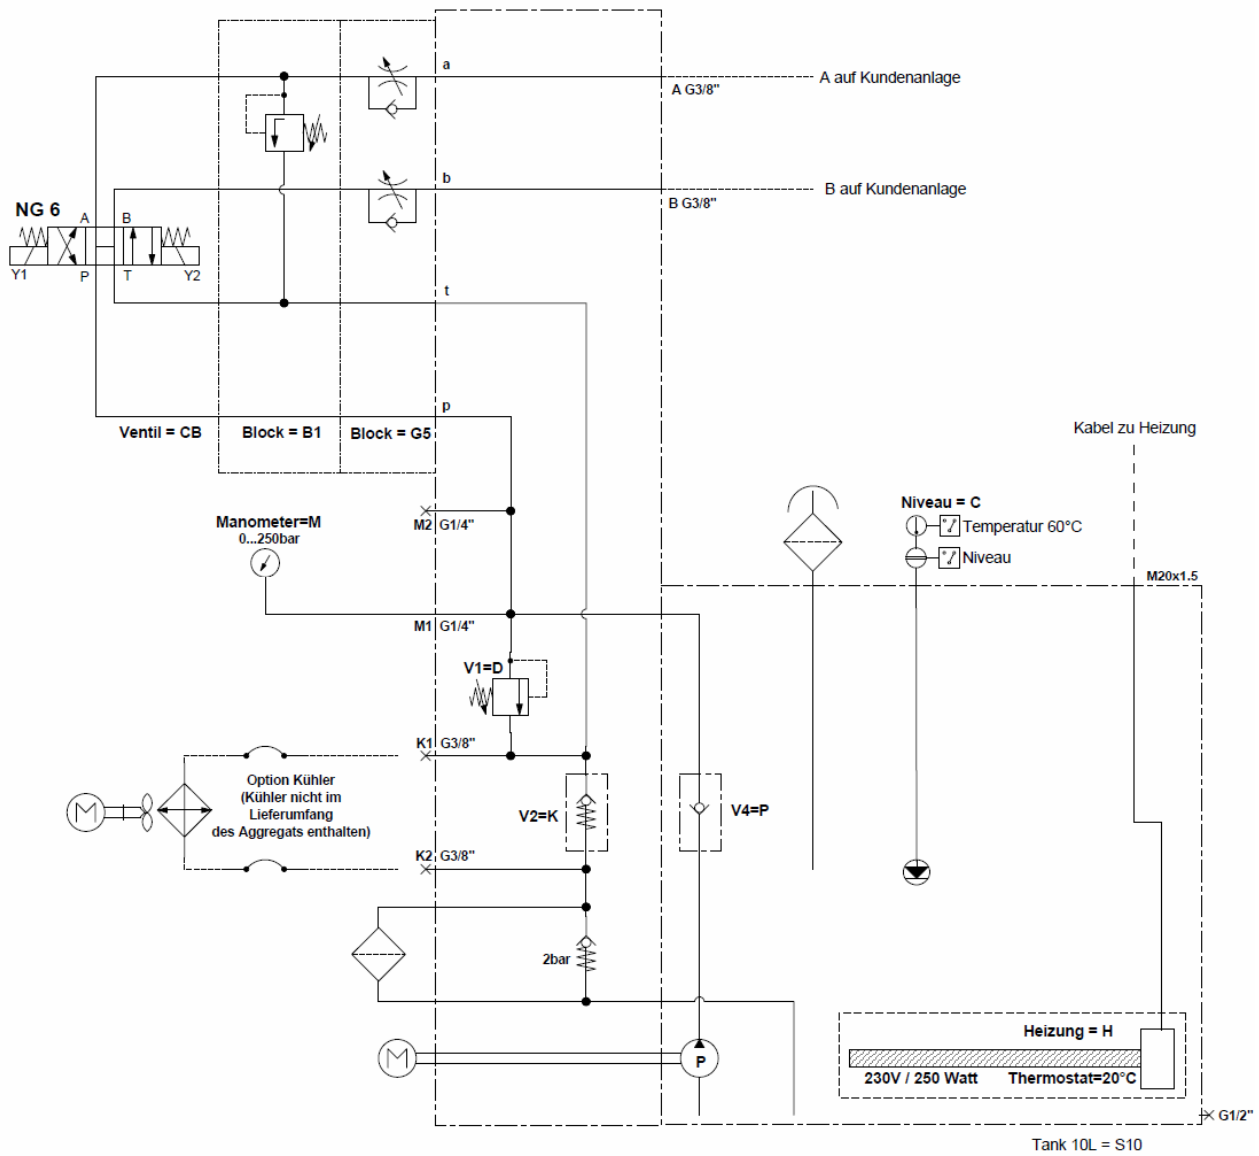 a
A G3/8"
A auf Kundenanlage
b
B G3/8"
B auf Kundenanlage
NG 6
A
B
Y1
P
T
Y2
t
p
Ventil = CB
Block = B1
Block = G5
Kabel zu Heizung
Manometer=M
0...250bar
M2 G1/4"
Niveau = C
Temperatur 60°C
Niveau
M20x1.5
M1 G1/4"
V1=D
K1 G3/8"
Option Kühler
(Kühler nicht im
Lieferumfang
des Aggregats enthalten)
M
V2=K
V4=P
K2 G3/8"
2bar
M
P
Heizung = H
230V / 250 Watt
Thermostat=20°C
G1/2"
Tank 10L = S10